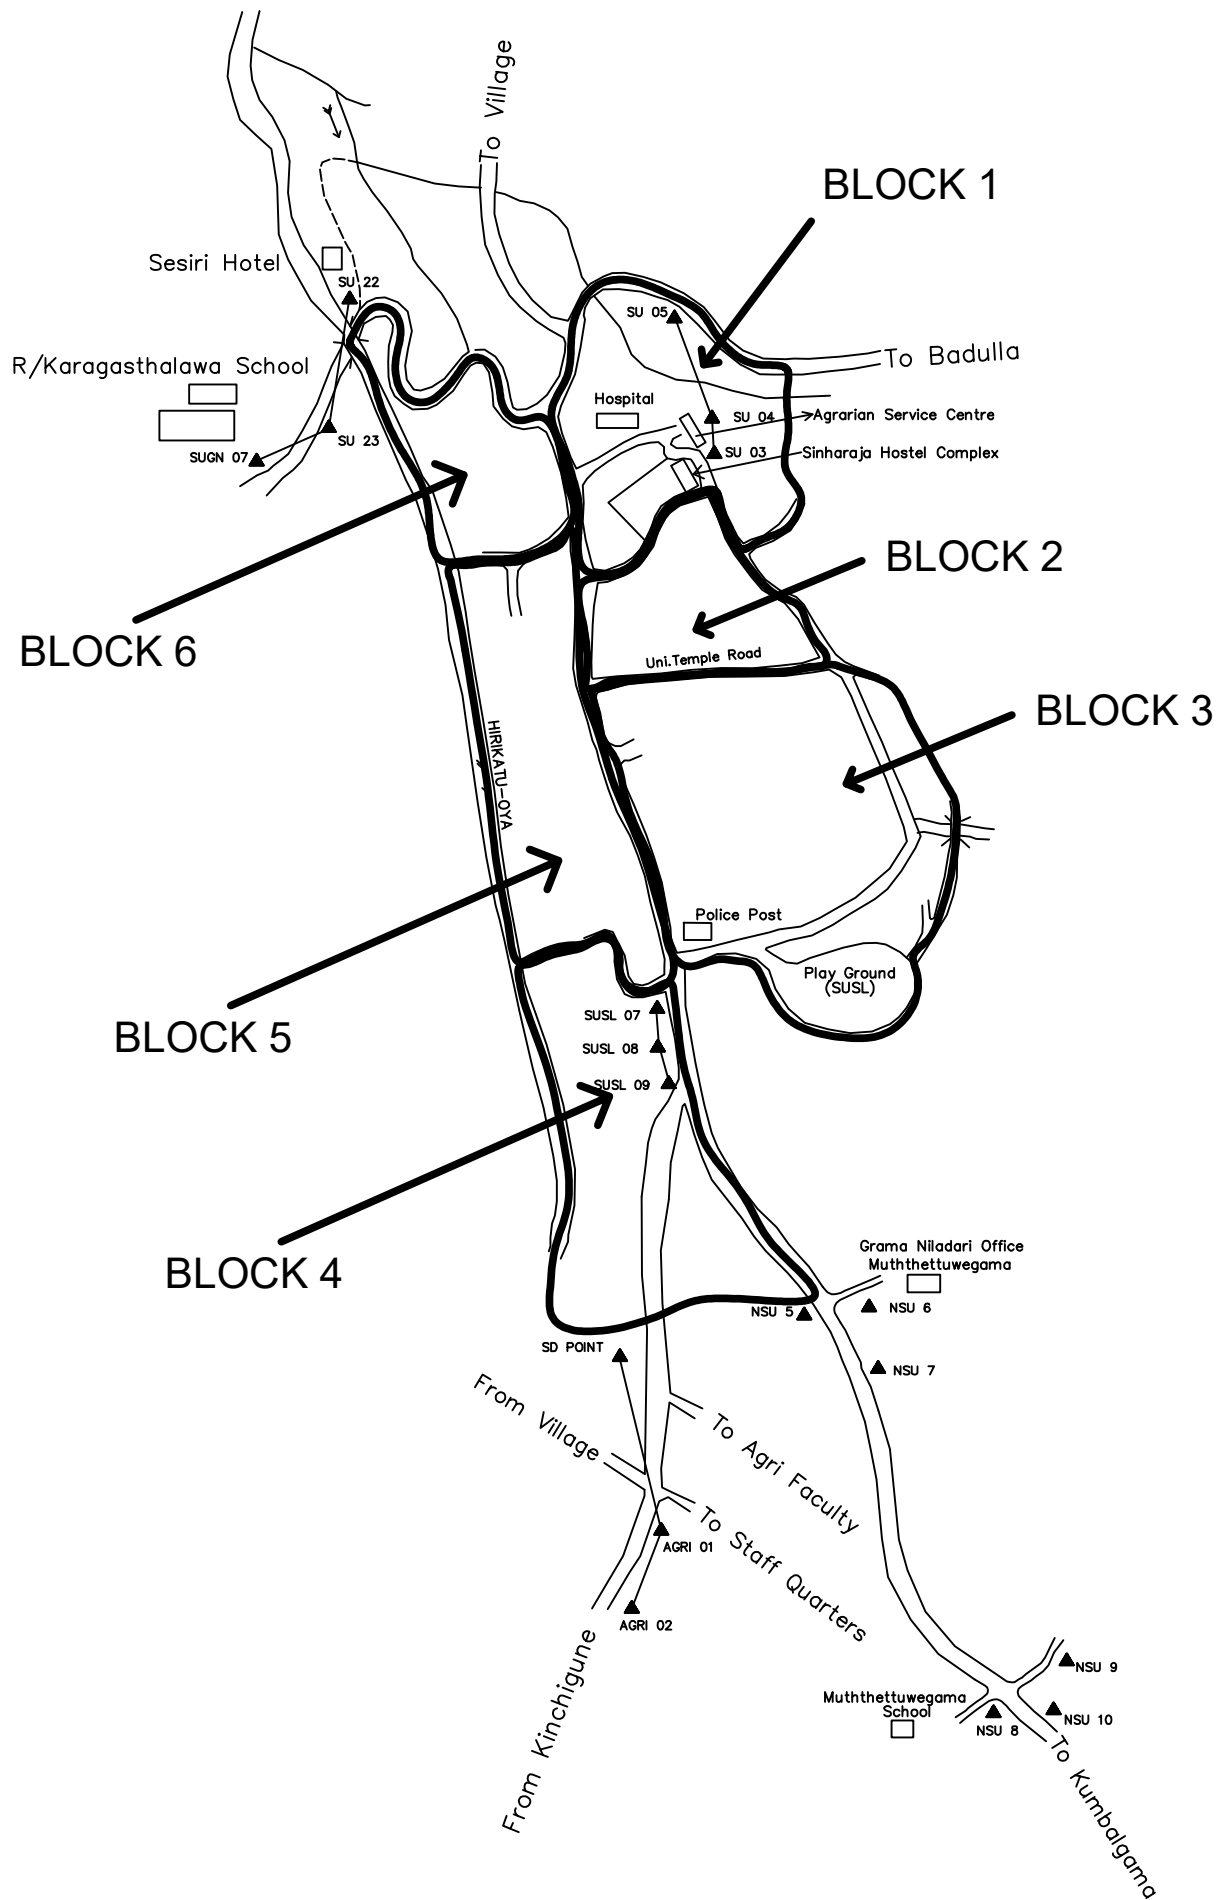 To Village
BLOCK 1
Sesiri Hotel
SU 22
SU 05
To Badulla
R/Karagasthalawa School
Hospital
SU 04
Agrarian Service Centre
SU 23
SUGN 07
SU 03
Sinharaja Hostel Complex
BLOCK 2
BLOCK 6
Uni.Temple Road
BLOCK 3
HIRIKATU-OYA
Police Post
Play Ground
(SUSL)
SUSL 07
BLOCK 5
SUSL 08
SUSL 09
BLOCK 4
Grama Niladari Office
Muththettuwegama
NSU 5
NSU 6
SD POINT
NSU 7
From Village
To Agri Faculty
To Staff Quarters
AGRI 01
AGRI 02
From Kinchigune
NSU 9
Muththettuwegama
School
NSU 8
NSU 10
To Kumbalgama